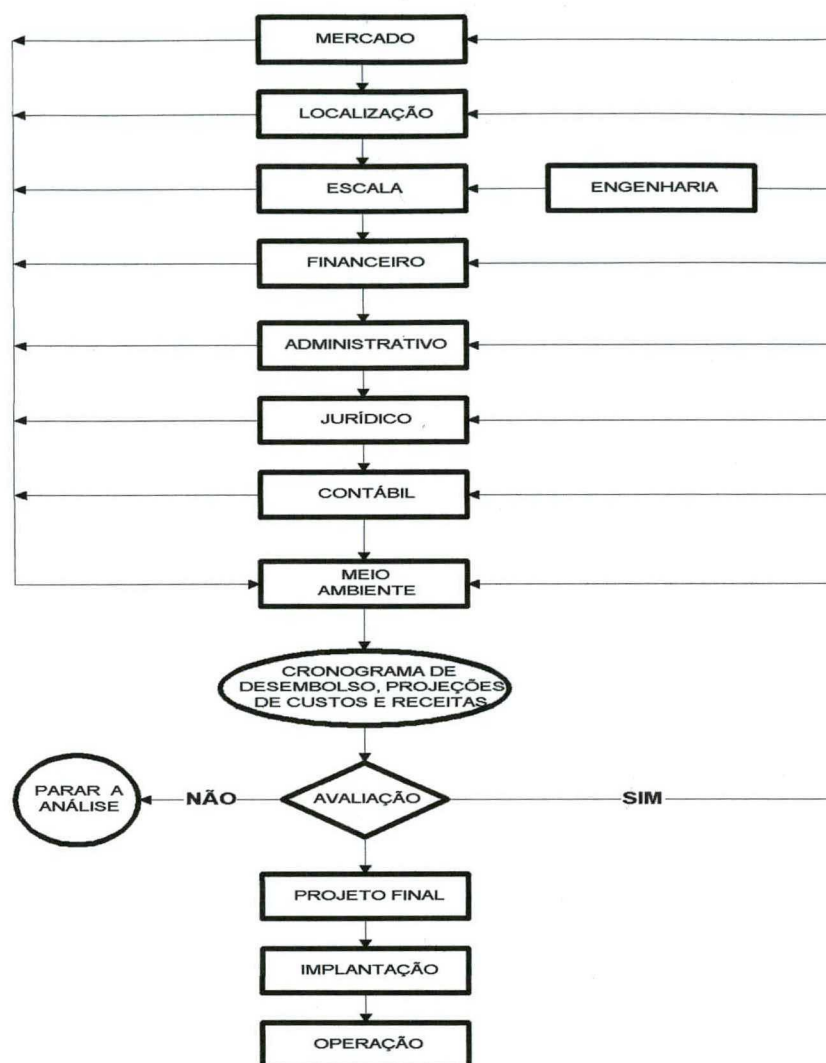 MERCADO
LOCALIZAÇÃO
ESCALA
ENGENHARIA
FINANCEIRO
ADMINISTRATIVO
JURÍDICO
CONTÁBIL
MEIO
AMBIENTE
CRONOGRAMA DE
DESEMBOLSO, PROJEÇÕES
DE CUSTOS E RECEITAS
PARAR A
ANÁLISE
NÃO
AVALIAÇÃO
SIM
PROJETO FINAL
IMPLANTAÇÃO
OPERAÇÃO